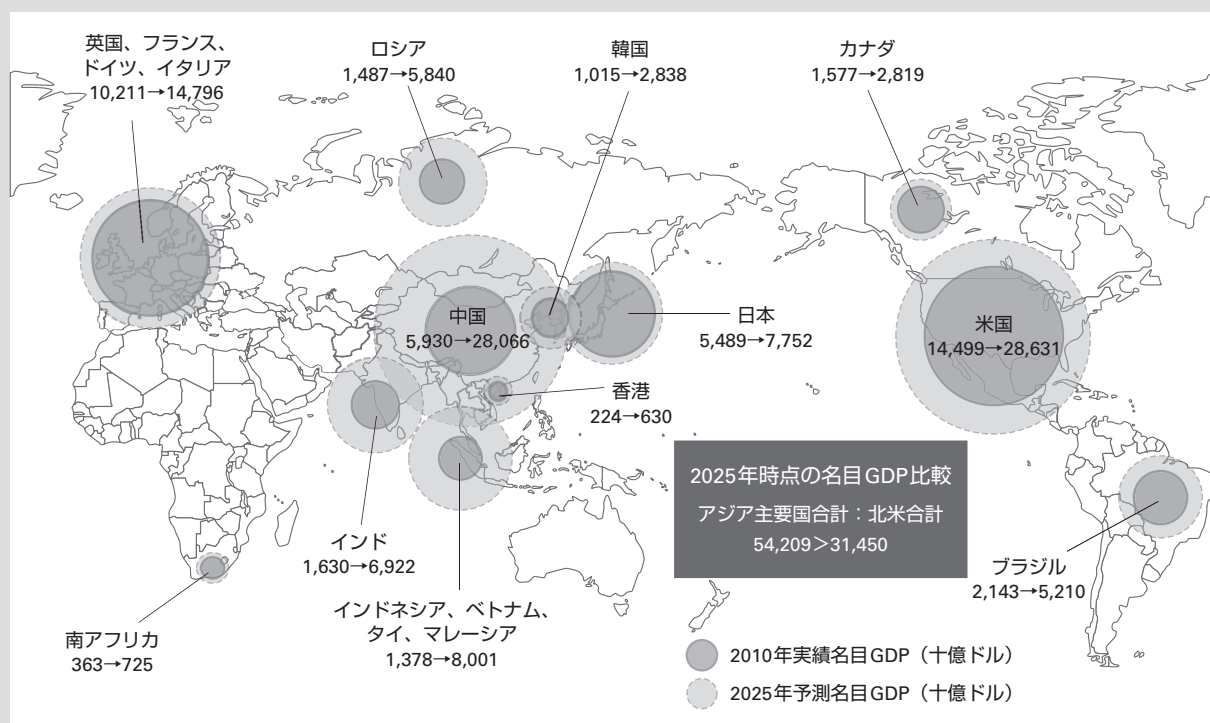 英国、フランス、
ドイツ、イタリア
10,211→14,796
ロシア
1,487→5,840
韓国
1,015→2,838
カナダ
1,577→2,819
中国
5,930→28,066
日本
5,489→7,752
米国
14,499→28,631
香港
224→630
2025年時点の名目GDP比較
アジア主要国合計：北米合計
54,209＞31,450
インド
1,630→6,922
ブラジル
2,143→5,210
インドネシア、ベトナム、
タイ、マレーシア
1,378→8,001
南アフリカ
363→725
2010年実績名目GDP（十億ドル）
2025年予測名目GDP（十億ドル）